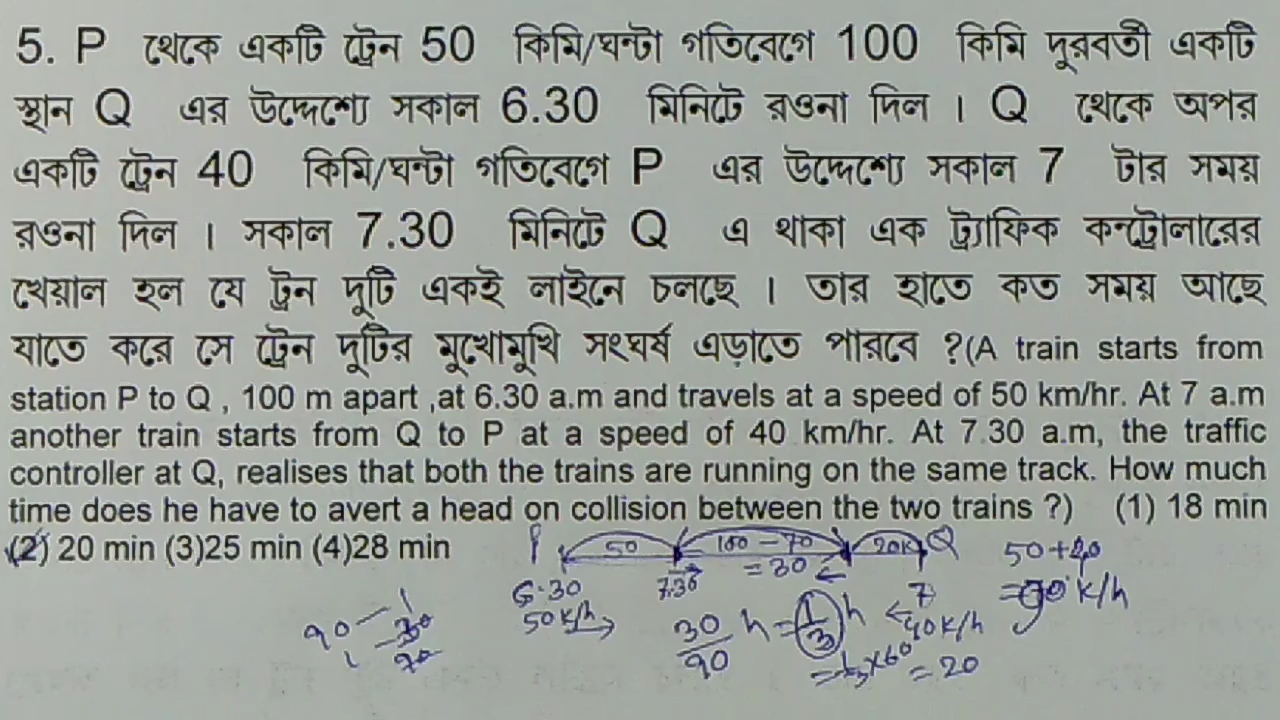 5. P থেকে একটি ট্রেন 50 কিমি/ঘন্টা গতিবেগে 100 কিমি দুরবর্তী একটি
স্থান Q এর উদ্দেশ্যে সকাল 6.30 মিনিটে রওনা দিল । Q থেকে অপর
একটি ট্রেন 40 কিমি/ঘন্টা গতিবেগে P এর উদ্দেশ্যে সকাল 7 টার সময়
রওনা দিল । সকাল 7.30 মিনিটে Q এ থাকা এক ট্র্যাফিক কন্ট্রোলারের
খেয়াল হল যে ট্রেন দুটি একই লাইনে চলছে । তার হাতে কত সময় আছে
যাতে করে সে ট্রেন দুটির মুখোমুখি সংঘর্ষ এড়াতে পারবে ?(A train starts from
station P to Q , 100 m apart ,at 6.30 a.m and travels at a speed of 50 km/hr. At 7 a.m
another train starts from Q to P at a speed of 40 km/hr. At 7.30 a.m, the traffic
controller at Q, realises that both the trains are running on the same track. How much
time does he have to avert a head on collision between the two trains ?) (1) 18 min
(2) 20 min (3)25 min (4)28 min
P 50 100 – 70 20K Q 50+40
= 30
6.30 7.30 7 = 90 k/h
50k/h 30/90 h = 1/3 h 40k/h
= 1/3 × 60 = 20